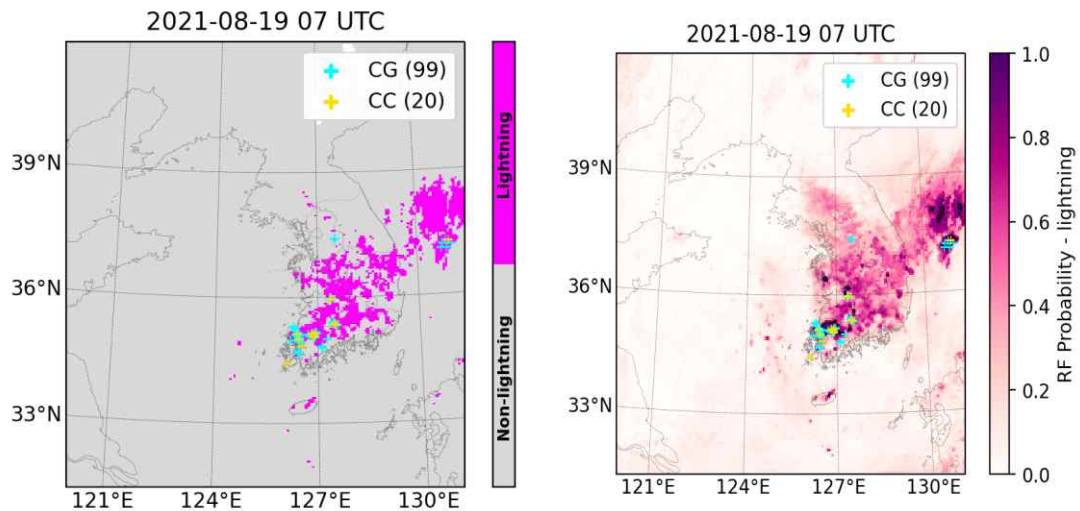 2021-08-19 07 UTC
CG (99)
CC (20)
39°N
36°N
33°N
121°E
124°E
127°E
130°E
Lightning
Non-lightning
2021-08-19 07 UTC
CG (99)
CC (20)
39°N
36°N
33°N
121°E
124°E
127°E
130°E
1.0
0.8
0.6
0.4
0.2
0.0
RF Probability - lightning